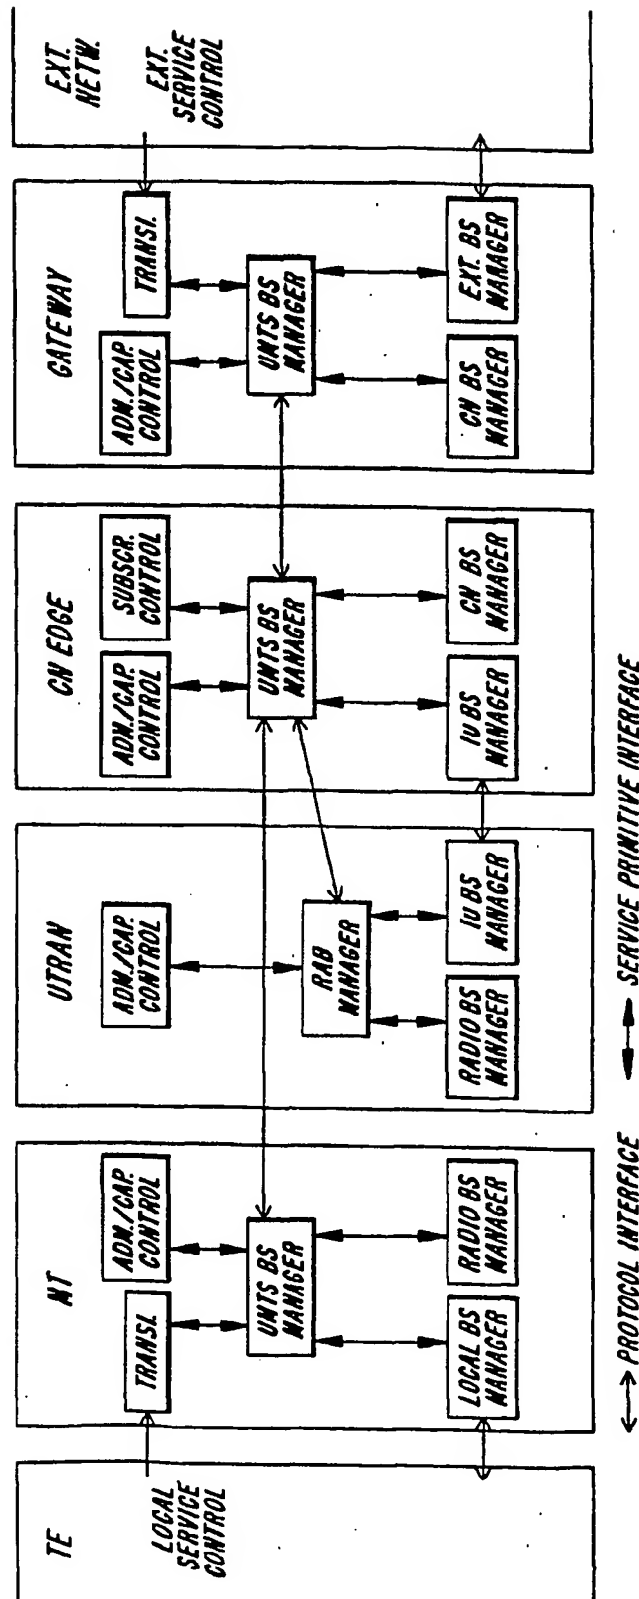 TE
LOCAL
SERVICE
CONTROL
MT
TRANSL
ADM./CAP.
CONTROL
UMTS BS
MANAGER
LOCAL BS
MANAGER
RADIO BS
MANAGER
UTRAN
ADM./CAP.
CONTROL
RAB
MANAGER
RADIO BS
MANAGER
Iu BS
MANAGER
CN EDGE
ADM./CAP.
CONTROL
SUBSCR.
CONTROL
UMTS BS
MANAGER
Iu BS
MANAGER
CN BS
MANAGER
GATEWAY
ADM./CAP.
CONTROL
TRANSL.
UMTS BS
MANAGER
CN BS
MANAGER
EXT. BS
MANAGER
EXT.
NETW.
EXT.
SERVICE
CONTROL
PROTOCOL INTERFACE
SERVICE PRIMITIVE INTERFACE